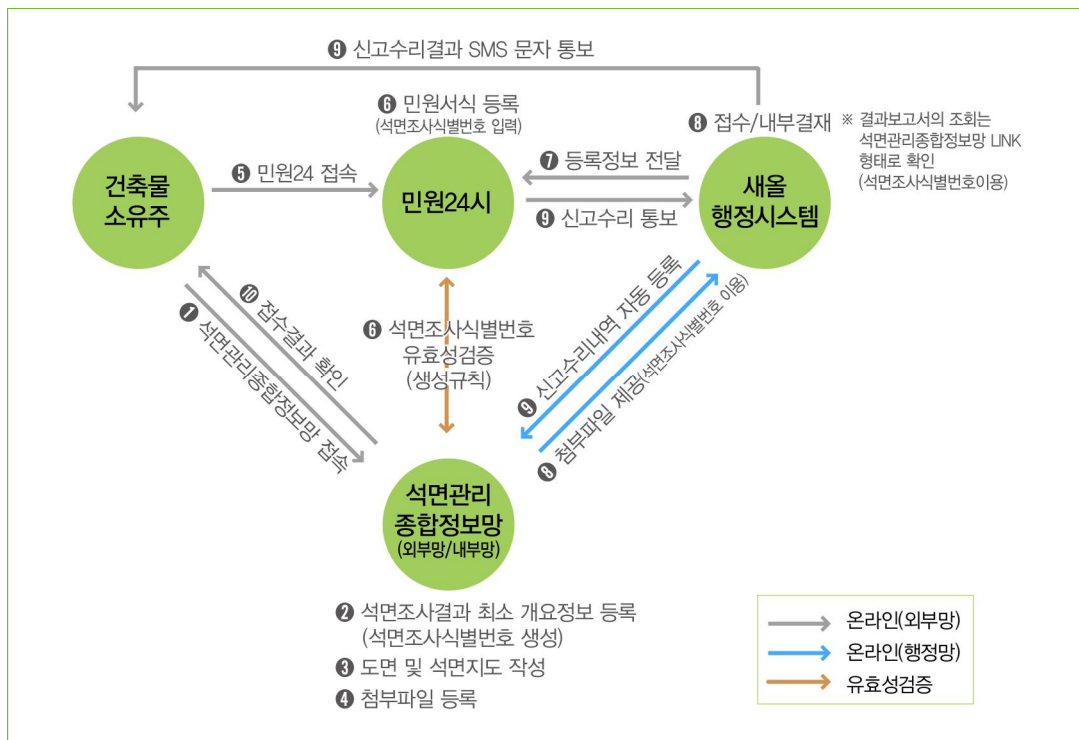 ❾ 신고수리결과 SMS 문자 통보
❻ 민원서식 등록
(석면조사식별번호 입력)
❽ 접수/내부결재
※ 결과보고서의 조회는
석면관리종합정보망 LINK
형태로 확인
(석면조사식별번호이용)
건축물
소유주
❺ 민원24 접속
민원24시
❼ 등록정보 전달
❾ 신고수리 통보
새올
행정시스템
❿ 접수결과 확인
❶ 석면관리종합정보망 접속
❻ 석면조사식별번호
유효성검증
(생성규칙)
❾ 신고수리내역 자동 등록
❽ 첨부파일 제공(석면조사식별번호 이용)
석면관리
종합정보망
(외부망/내부망)
❷ 석면조사결과 최소 개요정보 등록
(석면조사식별번호 생성)
❸ 도면 및 석면지도 작성
❹ 첨부파일 등록
온라인(외부망)
온라인(행정망)
유효성검증